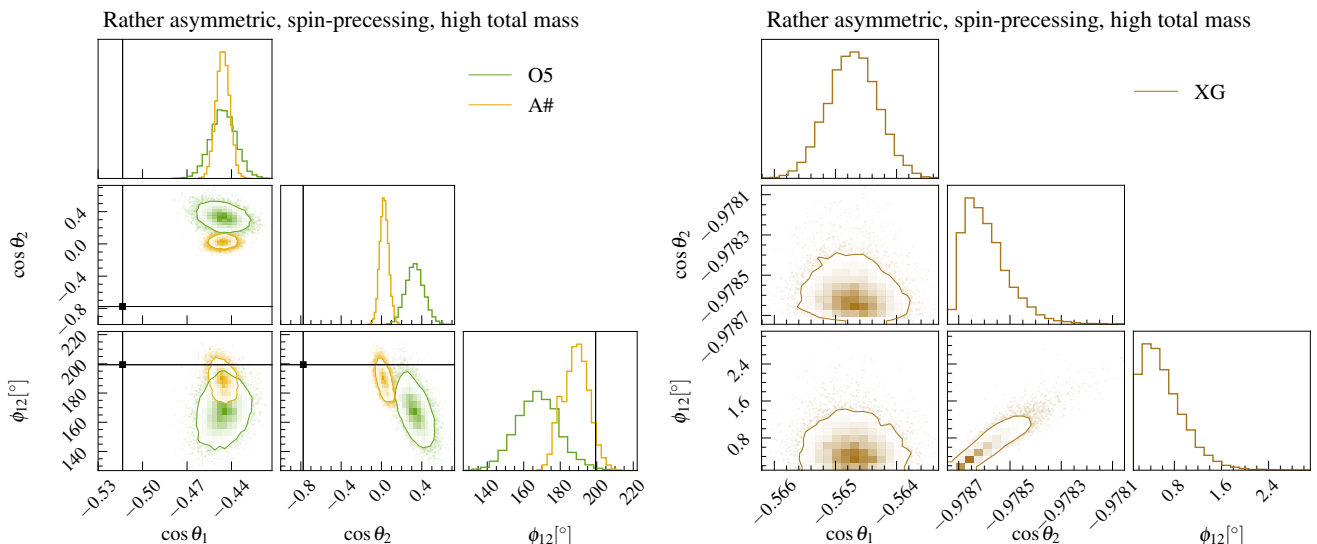 Rather asymmetric, spin-precessing, high total mass
O5
A#
cos θ₂
0.4
0.0
−0.4
−0.8
ϕ₁₂[°]
220
200
180
160
140
−0.53
−0.50
−0.47
−0.44
cos θ₁
−0.8
−0.4
0.0
0.4
cos θ₂
140
160
180
200
220
ϕ₁₂[°]
Rather asymmetric, spin-precessing, high total mass
XG
cos θ₂
−0.9781
−0.9783
−0.9785
−0.9787
ϕ₁₂[°]
2.4
1.6
0.8
−0.566
−0.565
−0.564
cos θ₁
−0.9787
−0.9785
−0.9783
−0.9781
cos θ₂
0.8
1.6
2.4
ϕ₁₂[°]